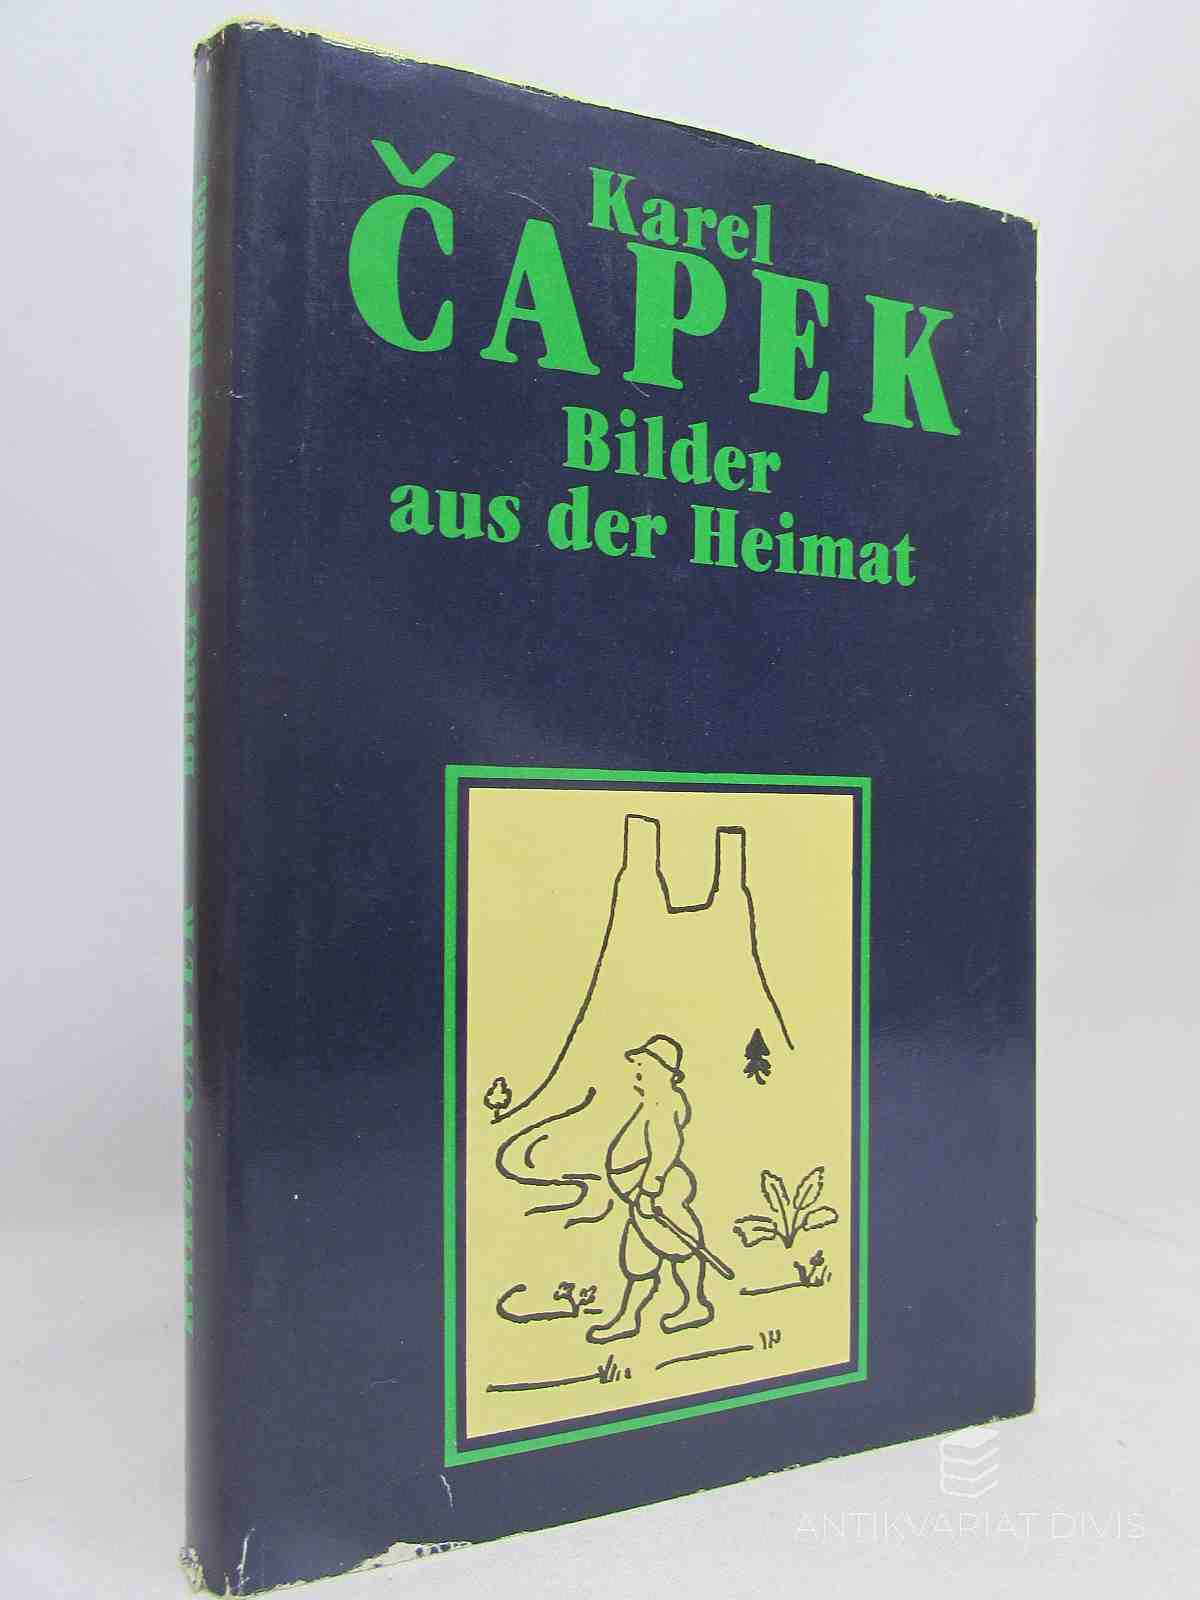 Karel
ČAPEK
Bilder
aus der Heimat
KAREL ČAPEK Bilder aus der Heimat
ANTIKVARIAT DIVIS